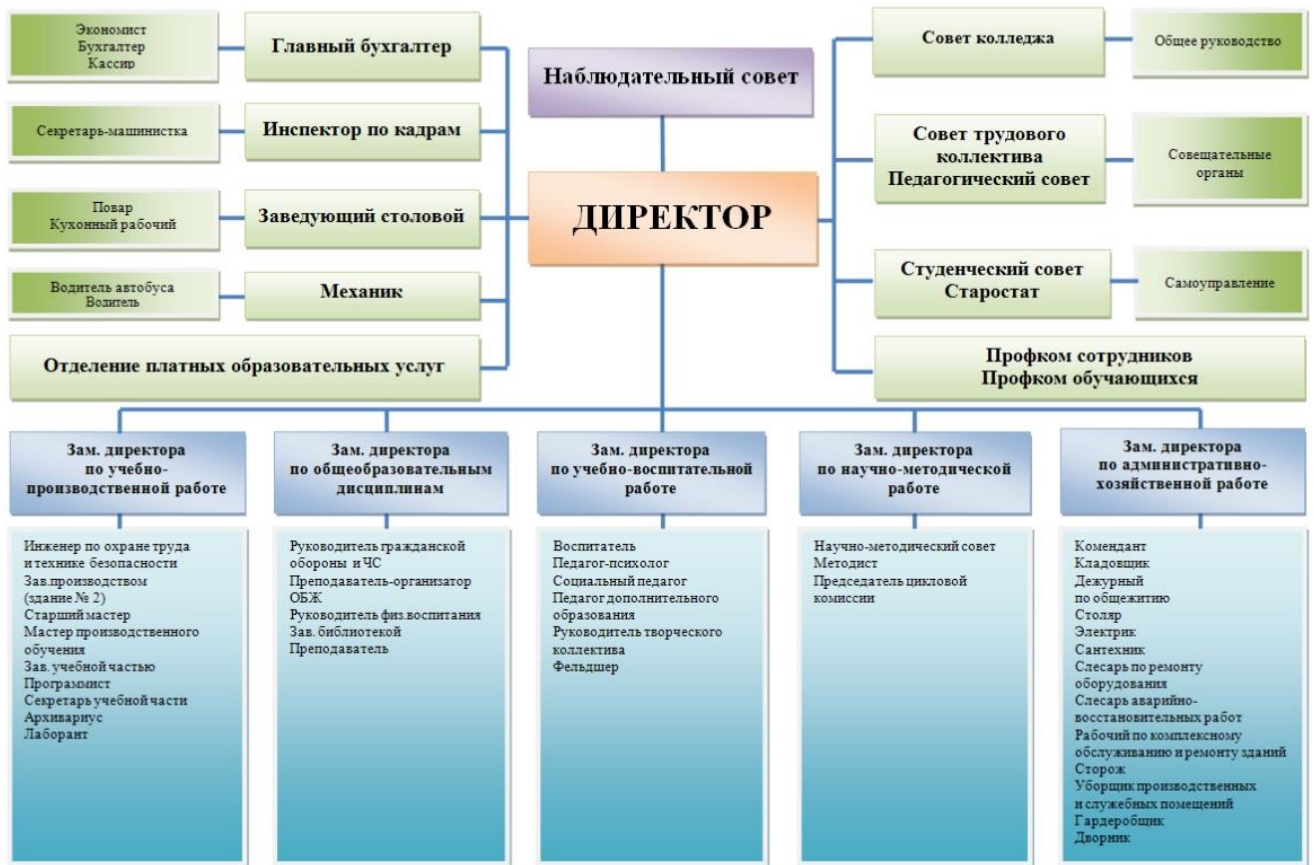 Экономист
Бухгалтер
Кассир
Главный бухгалтер
Секретарь-машинистка
Инспектор по кадрам
Повар
Кухонный рабочий
Заведующий столовой
Водитель автобуса
Водитель
Механик
Отделение платных образовательных услуг
Наблюдательный совет
ДИРЕКТОР
Совет колледжа
Общее руководство
Совет трудового
коллектива
Педагогический совет
Совещательные
органы
Студенческий совет
Старостат
Самоуправление
Профком сотрудников
Профком обучающихся
Зам. директора
по учебно-
производственной работе
Инженер по охране труда
и технике безопасности
Зав.производством
(здание № 2)
Старший мастер
Мастер производственного
обучения
Зав. учебной частью
Программист
Секретарь учебной части
Архивариус
Лаборант
Зам. директора
по общеобразовательным
дисциплинам
Руководитель гражданской
обороны и ЧС
Преподаватель-организатор
ОБЖ
Руководитель физ.воспитания
Зав. библиотекой
Преподаватель
Зам. директора
по учебно-воспитательной
работе
Воспитатель
Педагог-психолог
Социальный педагог
Педагог дополнительного
образования
Руководитель творческого
коллектива
Фельдшер
Зам. директора
по научно-методической
работе
Научно-методический совет
Методист
Председатель цикловой
комиссии
Зам. директора
по административно-
хозяйственной работе
Комендант
Кладовщик
Дежурный
по общежитию
Столяр
Электрик
Сантехник
Слесарь по ремонту
оборудования
Слесарь аварийно-
восстановительных работ
Рабочий по комплексному
обслуживанию и ремонту зданий
Сторож
Уборщик производственных
и служебных помещений
Гардеробщик
Дворник